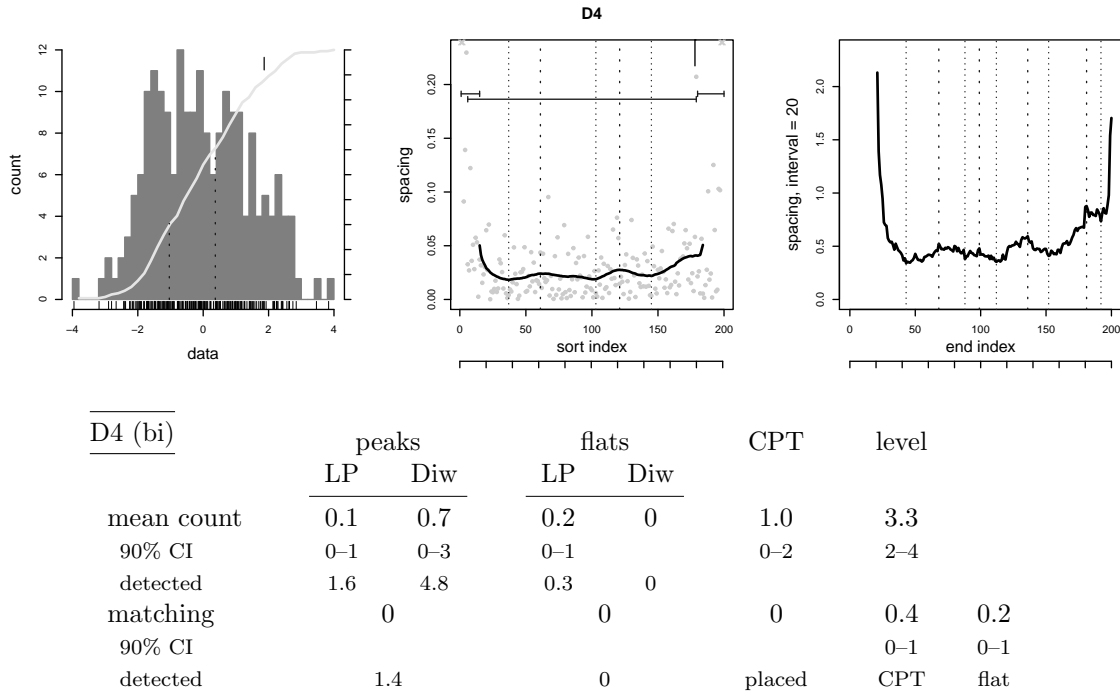 D4
12
10
8
6
4
2
0
count
−4 −2 0 2 4
data
0.20
0.15
0.10
0.05
0.00
spacing
0 50 100 150 200
sort index
2.0
1.5
1.0
0.5
0.0
spacing, interval = 20
0 50 100 150 200
end index
D4 (bi) peaks flats CPT level
LP Diw LP Diw
mean count 0.1 0.7 0.2 0 1.0 3.3
90% CI 0–1 0–3 0–1 0–2 2–4
detected 1.6 4.8 0.3 0
matching 0 0 0 0.4 0.2
90% CI 0–1 0–1
detected 1.4 0 placed CPT flat